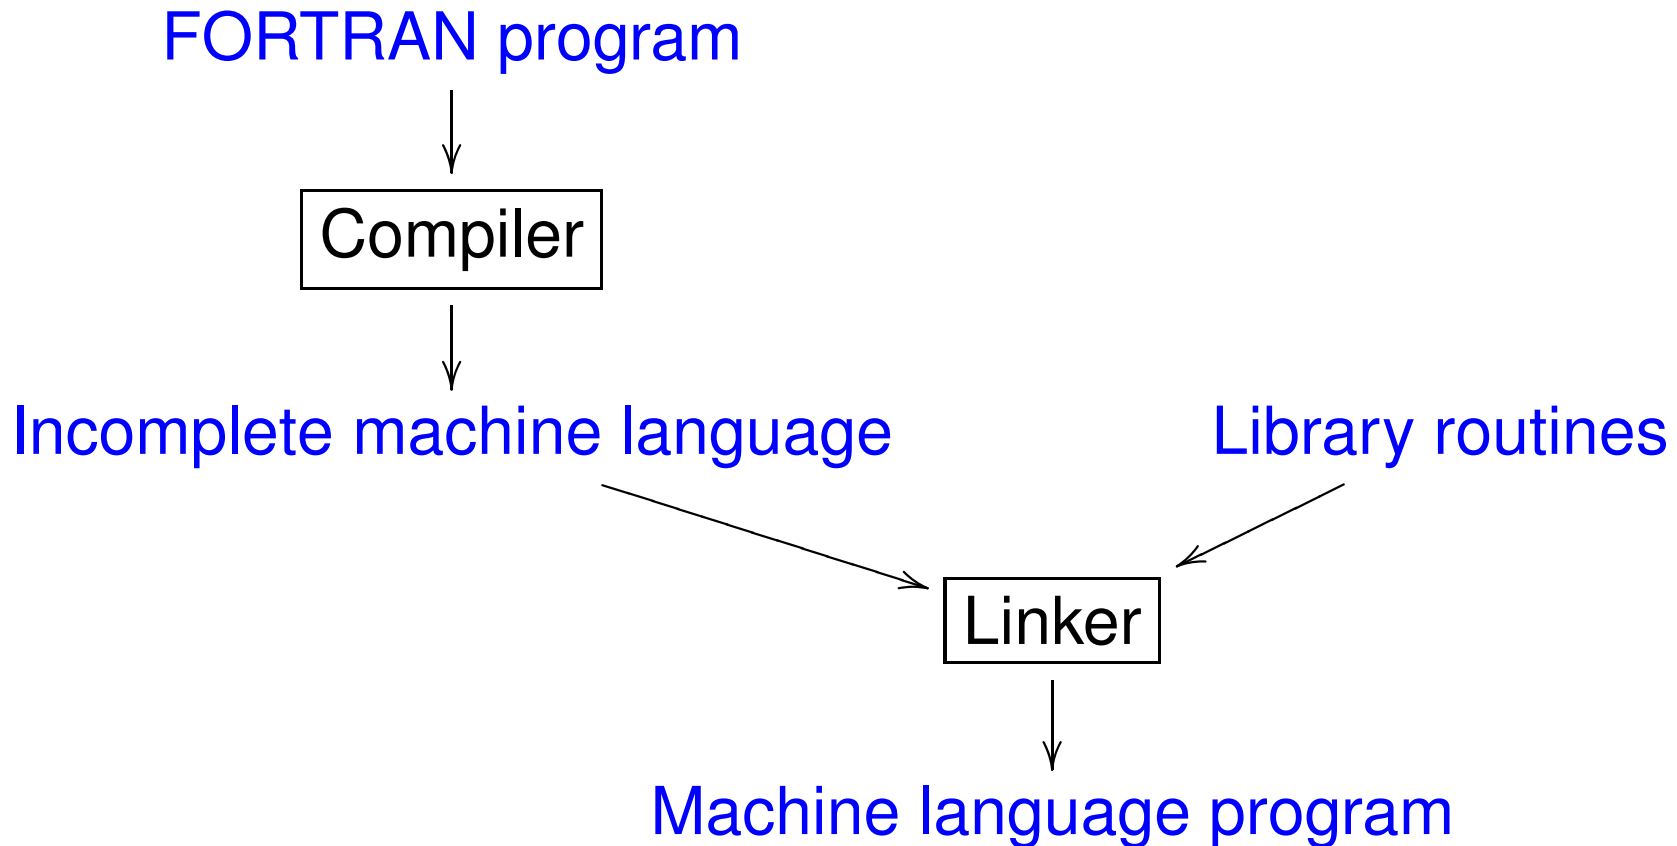 FORTRAN program
Compiler
Incomplete machine language
Library routines
Linker
Machine language program